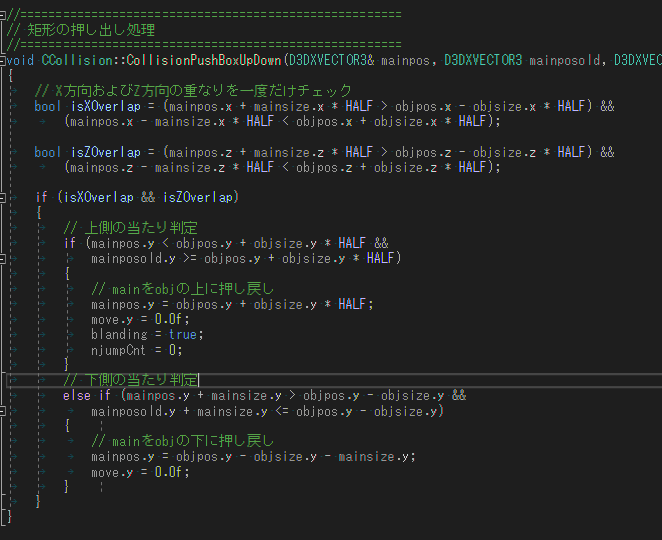 //==================================================
// 矩形の押し出し処理
//==================================================
void CCollision::CollisionPushBoxUpDown(D3DXVECTOR3& mainpos, D3DXVECTOR3 mainposold, D3DXVECTO
{
// X方向およびZ方向の重なりを一度だけチェック
bool isXOverlap = (mainpos.x + mainsize.x * HALF > objpos.x - objsize.x * HALF) &&
(mainpos.x - mainsize.x * HALF < objpos.x + objsize.x * HALF);
bool isZOverlap = (mainpos.z + mainsize.z * HALF > objpos.z - objsize.z * HALF) &&
(mainpos.z - mainsize.z * HALF < objpos.z + objsize.z * HALF);
if (isXOverlap && isZOverlap)
{
// 上側の当たり判定
if (mainpos.y < objpos.y + objsize.y * HALF &&
mainposold.y >= objpos.y + objsize.y * HALF)
{
// mainをobjの上に押し戻し
mainpos.y = objpos.y + objsize.y * HALF;
move.y = 0.0f;
blanding = true;
njumpCnt = 0;
}
// 下側の当たり判定
else if (mainpos.y + mainsize.y > objpos.y - objsize.y &&
mainposold.y + mainsize.y <= objpos.y - objsize.y)
{
// mainをobjの下に押し戻し
mainpos.y = objpos.y - objsize.y - mainsize.y;
move.y = 0.0f;
}
}
}